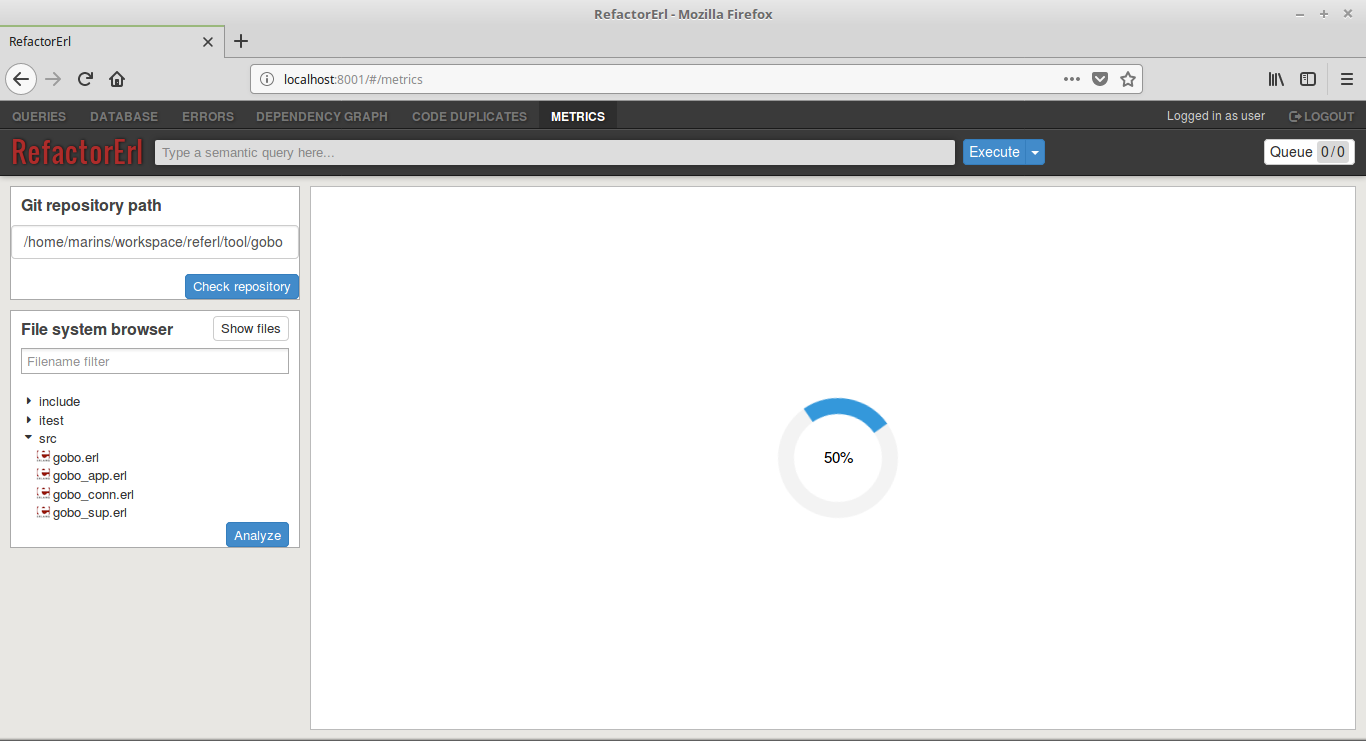 RefactorErl - Mozilla Firefox
RefactorErl
localhost:8001/#/metrics
QUERIES DATABASE ERRORS DEPENDENCY GRAPH CODE DUPLICATES METRICS Logged in as user LOGOUT
RefactorErl Type a semantic query here... Execute Queue 0/0
Git repository path
/home/marins/workspace/referl/tool/gobo
Check repository
File system browser Show files
Filename filter
include
itest
src
gobo.erl
gobo_app.erl
gobo_conn.erl
gobo_sup.erl
Analyze
50%